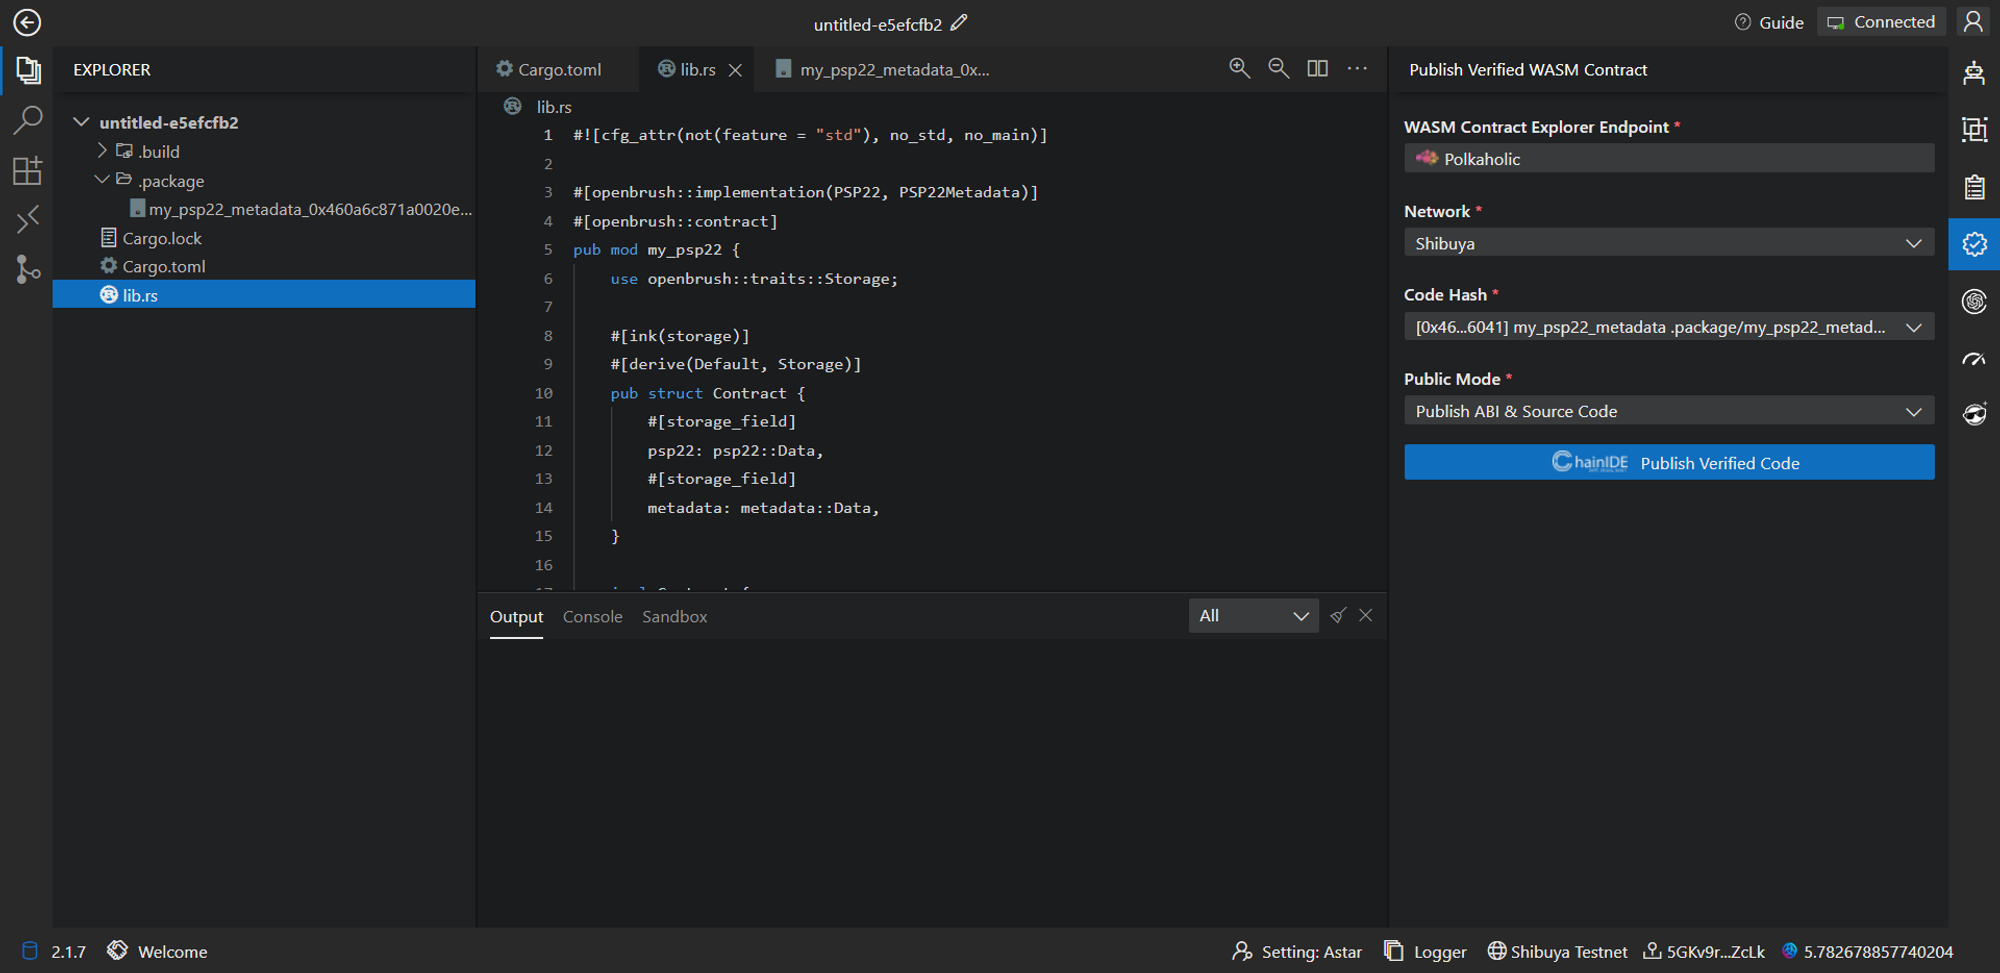 untitled-e5efcfb2
Guide
Connected
EXPLORER
untitled-e5efcfb2
.build
.package
my_psp22_metadata_0x460a6c871a0020e...
Cargo.lock
Cargo.toml
lib.rs
Cargo.toml
lib.rs
my_psp22_metadata_0x...
lib.rs
1 #![cfg_attr(not(feature = "std"), no_std, no_main)]
2
3 #[openbrush::implementation(PSP22, PSP22Metadata)]
4 #[openbrush::contract]
5 pub mod my_psp22 {
6 use openbrush::traits::Storage;
7
8 #[ink(storage)]
9 #[derive(Default, Storage)]
10 pub struct Contract {
11 #[storage_field]
12 psp22: psp22::Data,
13 #[storage_field]
14 metadata: metadata::Data,
15 }
16
Output
Console
Sandbox
All
Publish Verified WASM Contract
WASM Contract Explorer Endpoint *
Polkaholic
Network *
Shibuya
Code Hash *
[0x46...6041] my_psp22_metadata .package/my_psp22_metad...
Public Mode *
Publish ABI & Source Code
ChainIDE Publish Verified Code
2.1.7
Welcome
Setting: Astar
Logger
Shibuya Testnet
5GKv9r...ZcLk
5.782678857740204